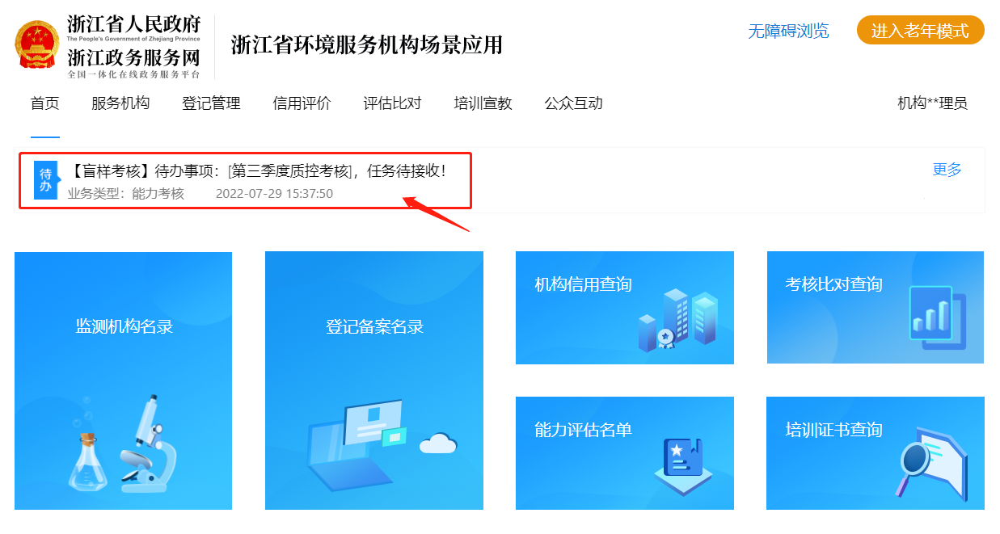 浙江省人民政府
The People's Government of Zhejiang Province
浙江政务服务网
全国一体化在线政务服务平台
浙江省环境服务机构场景应用
无障碍浏览
进入老年模式
首页 服务机构 登记管理 信用评价 评估比对 培训宣教 公众互动 机构**理员
待办
【盲样考核】待办事项：[第三季度质控考核]，任务待接收！
更多
业务类型：能力考核 2022-07-29 15:37:50
监测机构名录
登记备案名录
机构信用查询
考核比对查询
能力评估名单
培训证书查询